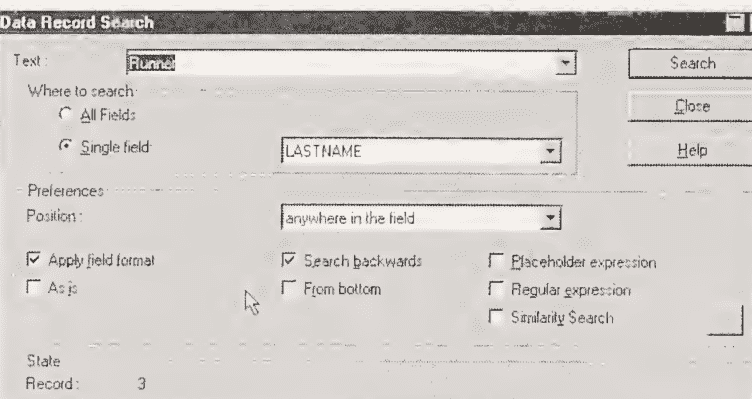 Data Record Search
Text : Runner Search
Where to search
All Fields Close
Single field LASTNAME Help
Preferences
Position : anywhere in the field
Apply field format Search backwards Placeholder expression
As is From bottom Regular expression
Similarity Search
State
Record : 3